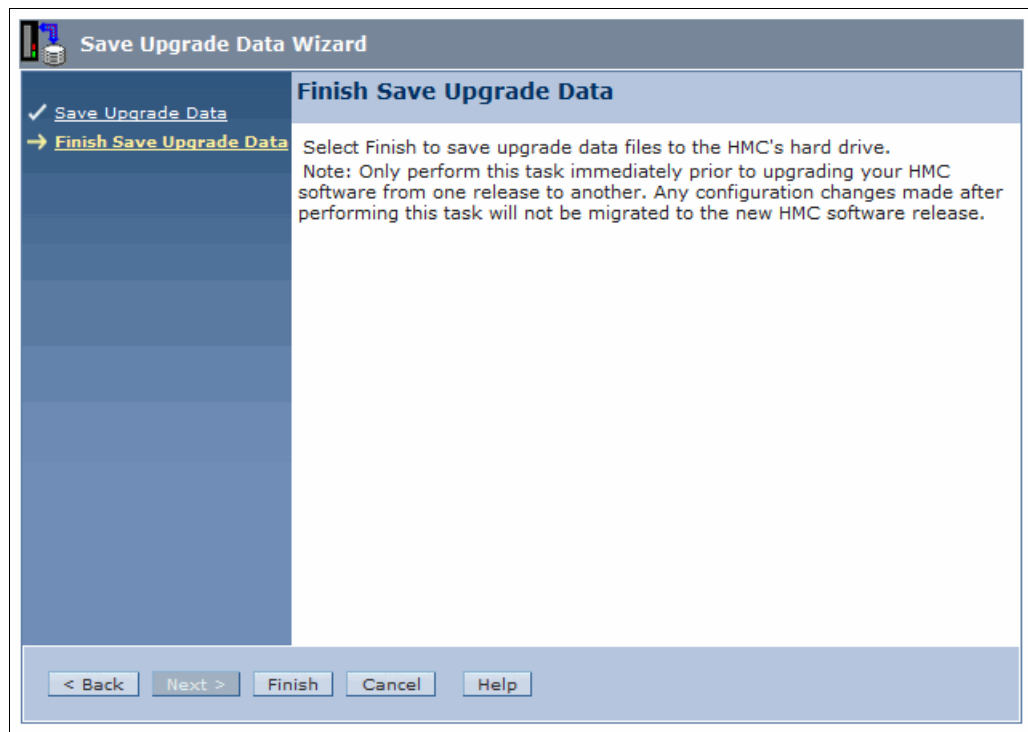 Save Upgrade Data Wizard
✓ Save Upgrade Data
→ Finish Save Upgrade Data
Finish Save Upgrade Data
Select Finish to save upgrade data files to the HMC's hard drive.
Note: Only perform this task immediately prior to upgrading your HMC
software from one release to another. Any configuration changes made after
performing this task will not be migrated to the new HMC software release.
< Back Next > Finish Cancel Help